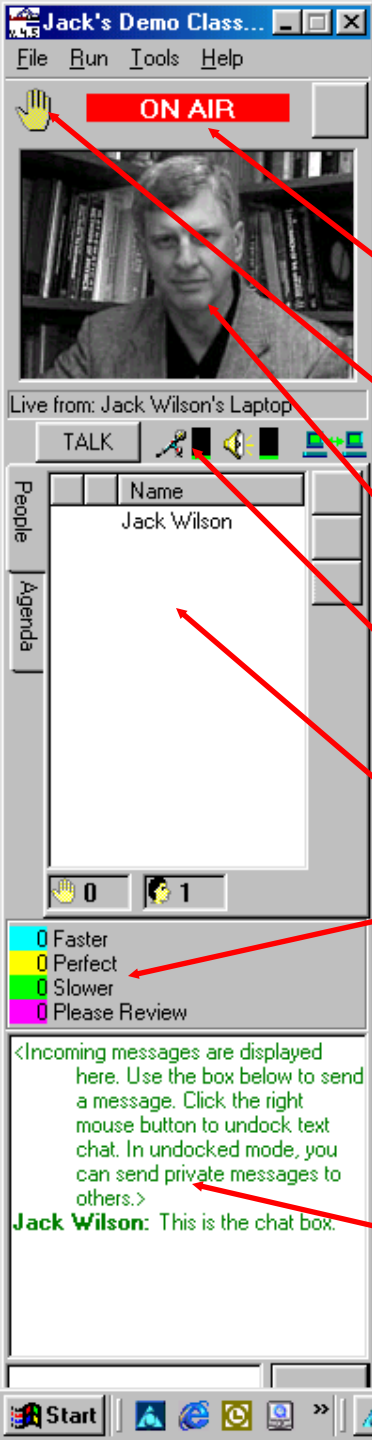 Jack's Demo Class...
v.4.5
File Run Tools Help
ON AIR
Live from: Jack Wilson's Laptop
TALK
People
Agenda
Name
Jack Wilson
0
1
0 Faster
0 Perfect
0 Slower
0 Please Review
<Incoming messages are displayed
here. Use the box below to send
a message. Click the right
mouse button to undock text
chat. In undocked mode, you
can send private messages to
others.>
Jack Wilson: This is the chat box.
Start
»